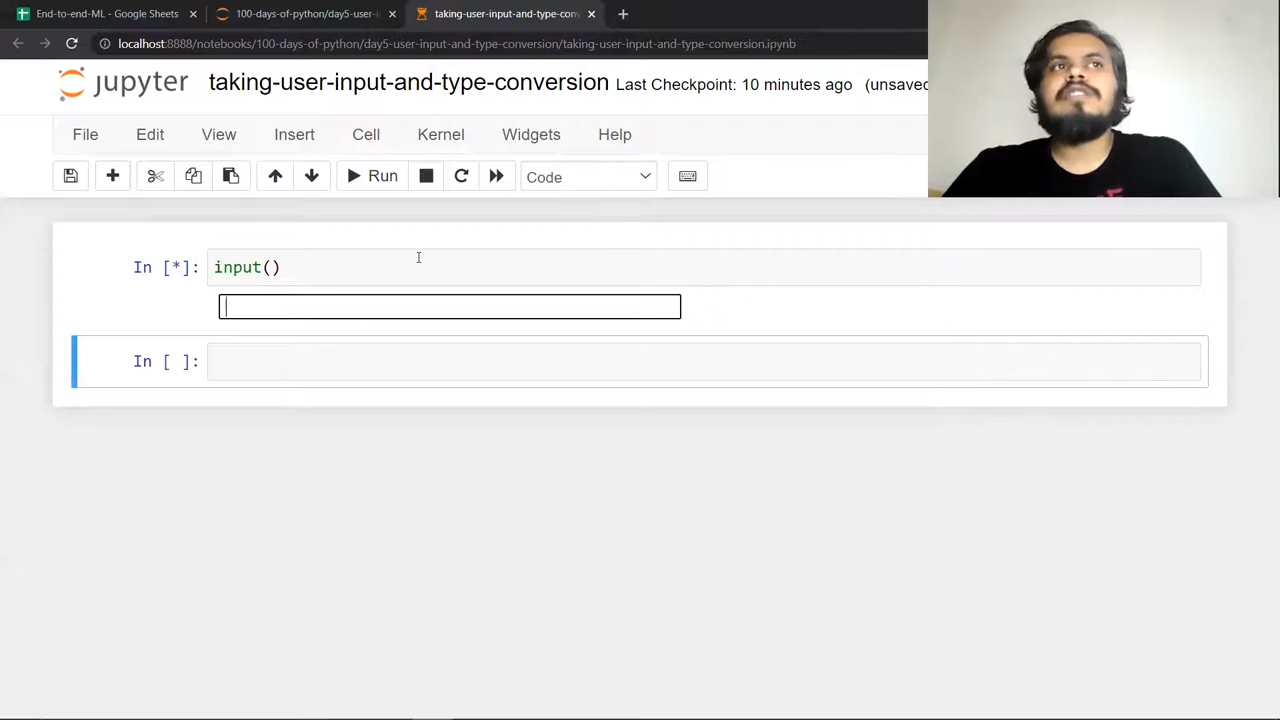 End-to-end-ML - Google Sheets
100-days-of-python/day5-user-i
taking-user-input-and-type-con
localhost:8888/notebooks/100-days-of-python/day5-user-input-and-type-conversion/taking-user-input-and-type-conversion.ipynb
jupyter taking-user-input-and-type-conversion Last Checkpoint: 10 minutes ago (unsaved
File Edit View Insert Cell Kernel Widgets Help
Run Code
In [*]: input()
In [ ]: